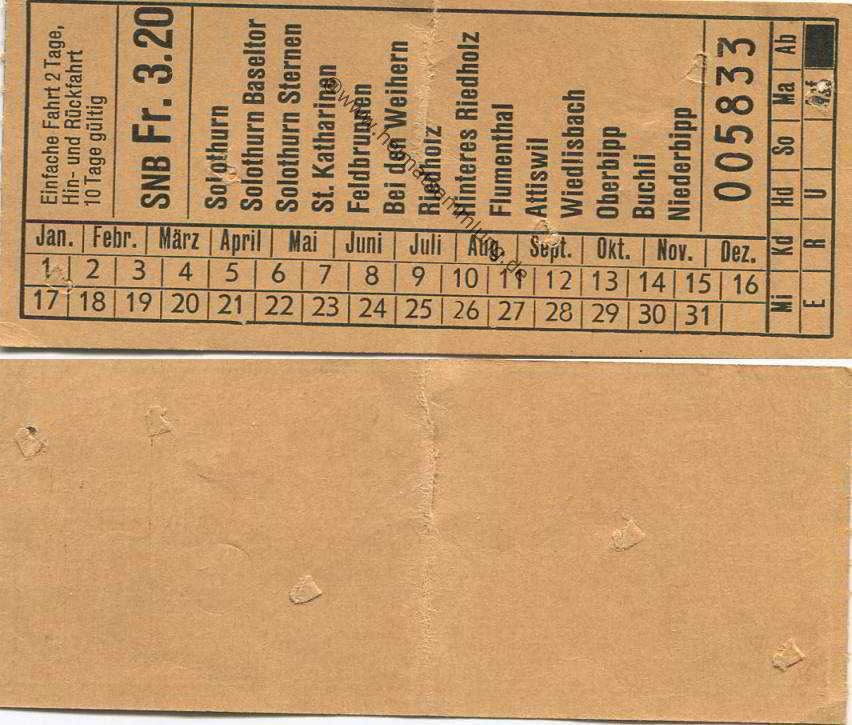 Einfache Fahrt 2 Tage,
Hin- und Rückfahrt
10 Tage gültig
SNB Fr. 3.20
Solothurn
Solothurn Baseltor
Solothurn Sternen
St. Katharinen
Feldbrunnen
Bei den Weihern
Riedholz
Hinteres Riedholz
Flumenthal
Attiswil
Wiedlisbach
Oberbipp
Buchli
Niederbipp
005833
Jan. Febr. März April Mai Juni Juli Aug. Sept. Okt. Nov. Dez.
1 2 3 4 5 6 7 8 9 10 11 12 13 14 15 16
17 18 19 20 21 22 23 24 25 26 27 28 29 30 31
Mi Kd Hd So Ma Ab
E R U
©www.heimatsammlung.de